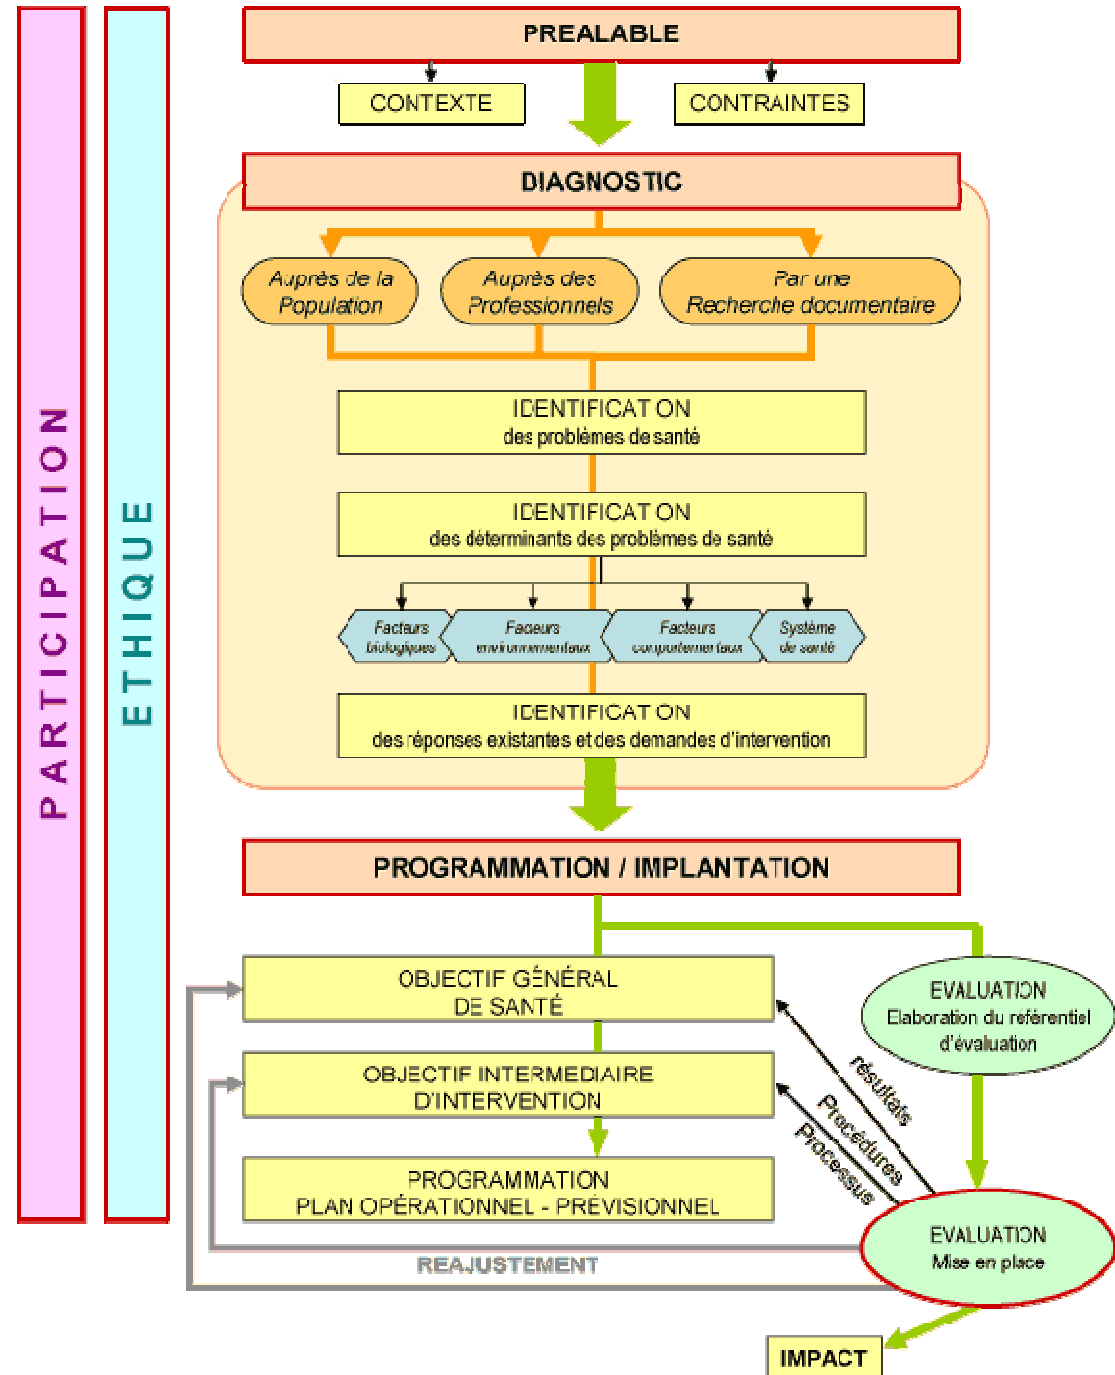 PREALABLE
CONTEXTE
CONTRAINTES
DIAGNOSTIC
Auprès de la
Population
Auprès des
Professionnels
Par une
Recherche documentaire
IDENTIFICATION
des problèmes de santé
IDENTIFICATION
des déterminants des problèmes de santé
Facteurs
biologiques
Faceurs
environnementaux
Facteurs
comportementaux
Système
de santé
IDENTIFICATION
des réponses existantes et des demandes d'intervention
PROGRAMMATION / IMPLANTATION
OBJECTIF GÉNÉRAL
DE SANTÉ
OBJECTIF INTERMEDIAIRE
D'INTERVENTION
PROGRAMMATION
PLAN OPÉRATIONNEL - PRÉVISIONNEL
EVALUATION
Elaboration du référentiel
d'évaluation
résultats
Procédures
Processus
EVALUATION
Mise en place
REAJUSTEMENT
IMPACT
PARTICIPATION
ETHIQUE